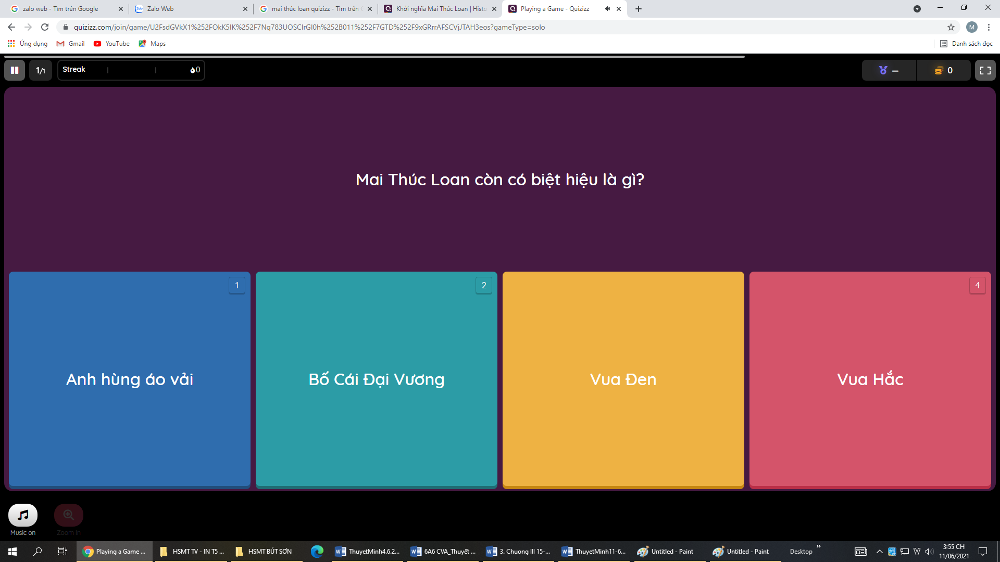 zalo web - Tìm trên Google
Zalo Web
mai thúc loan quizizz - Tìm trên
Khởi nghĩa Mai Thúc Loan | Histo
Playing a Game - Quizizz
quizizz.com/join/game/U2FsdGVkX1%252FOkK5IK%252F7Nq783UOSCIrGI0h%252B011%252F7GTD%252F9xGRrrAFSCVjJTAH3eos?gameType=solo
M
Ứng dụng
Gmail
YouTube
Maps
Danh sách đọc
1/1
Streak
0
–
0
Mai Thúc Loan còn có biệt hiệu là gì?
1
2
4
Anh hùng áo vải
Bố Cái Đại Vương
Vua Đen
Vua Hắc
Music on
Zoom in
Playing a Game ...
HSMT TV - IN T5 ...
HSMT BÚT SƠN
ThuyetMinh4.6.2...
6A6 CVA_Thuyết ...
3. Chuong III 15-...
ThuyetMinh11-6...
Untitled - Paint
Untitled - Paint
Desktop
3:55 CH
11/06/2021